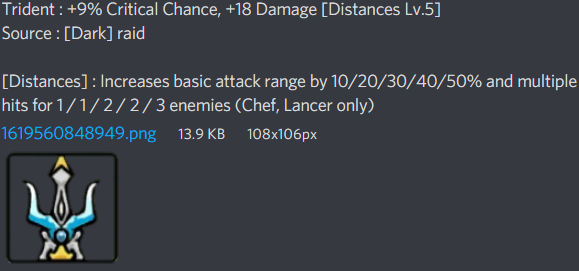 Trident : +9% Critical Chance, +18 Damage [Distances Lv.5]
Source : [Dark] raid
[Distances] : Increases basic attack range by 10/20/30/40/50% and multiple
hits for 1 / 1 / 2 / 2 / 3 enemies (Chef, Lancer only)
1619560848949.png 13.9 KB 108x106px